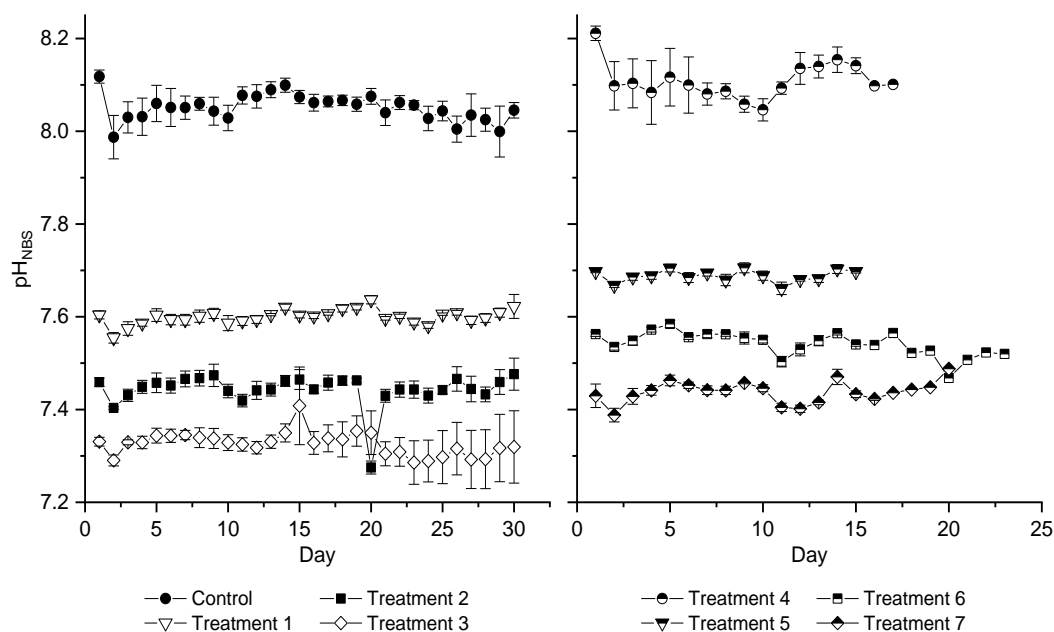 8.2
8.0
7.8
7.6
7.4
7.2
pH_NBS
0 5 10 15 20 25 30
0 5 10 15 20 25
Day Day
Control Treatment 2 Treatment 4 Treatment 6
Treatment 1 Treatment 3 Treatment 5 Treatment 7